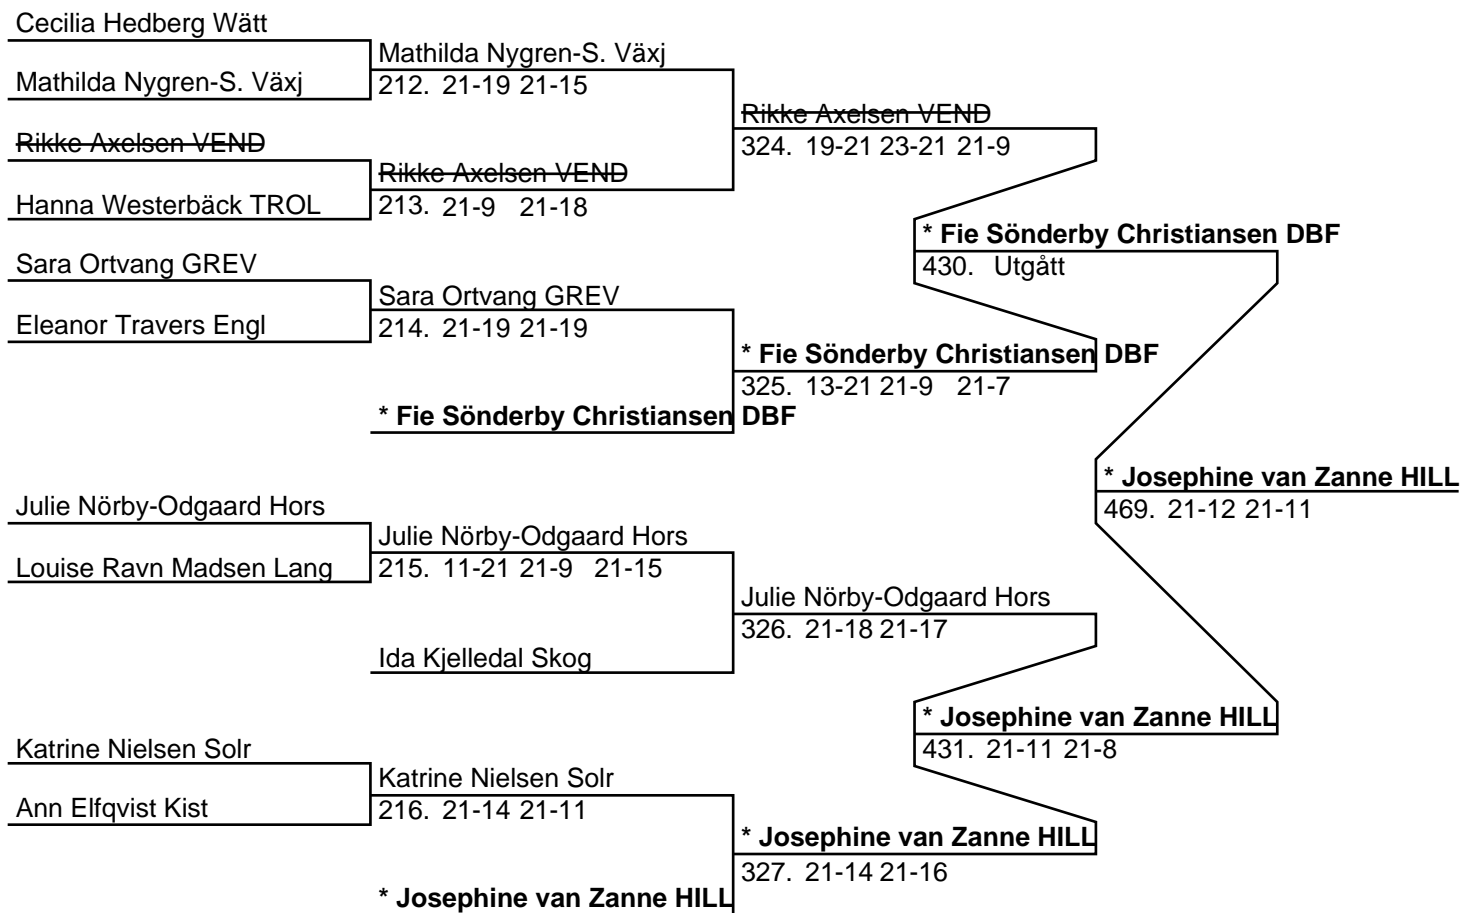 Cecilia Hedberg Wätt
Mathilda Nygren-S. Växj
Mathilda Nygren-S. Växj
212. 21-19 21-15
Rikke Axelsen VEND
324. 19-21 23-21 21-9
Rikke Axelsen VEND
Rikke Axelsen VEND
Hanna Westerbäck TROL
213. 21-9 21-18
* Fie Sönderby Christiansen DBF
430. Utgått
Sara Ortvang GREV
Sara Ortvang GREV
Eleanor Travers Engl
214. 21-19 21-19
* Fie Sönderby Christiansen DBF
325. 13-21 21-9 21-7
* Fie Sönderby Christiansen DBF
* Josephine van Zanne HILL
469. 21-12 21-11
Julie Nörby-Odgaard Hors
Julie Nörby-Odgaard Hors
Louise Ravn Madsen Lang
215. 11-21 21-9 21-15
Julie Nörby-Odgaard Hors
326. 21-18 21-17
Ida Kjelledal Skog
* Josephine van Zanne HILL
431. 21-11 21-8
Katrine Nielsen Solr
Katrine Nielsen Solr
Ann Elfqvist Kist
216. 21-14 21-11
* Josephine van Zanne HILL
327. 21-14 21-16
* Josephine van Zanne HILL